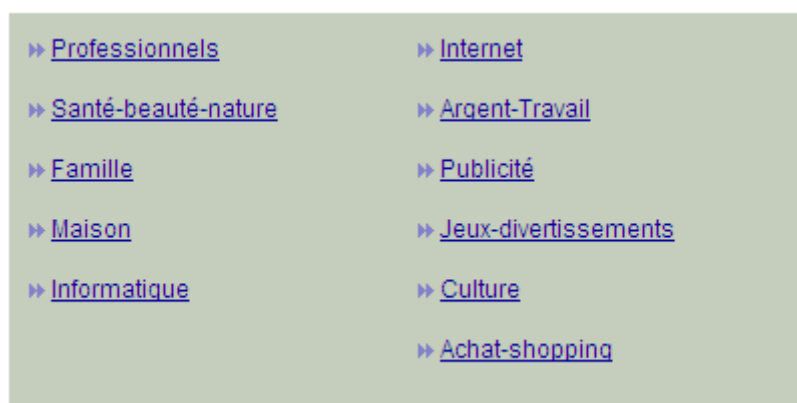 Professionnels
Santé-beauté-nature
Famille
Maison
Informatique
Internet
Argent-Travail
Publicité
Jeux-divertissements
Culture
Achat-shopping